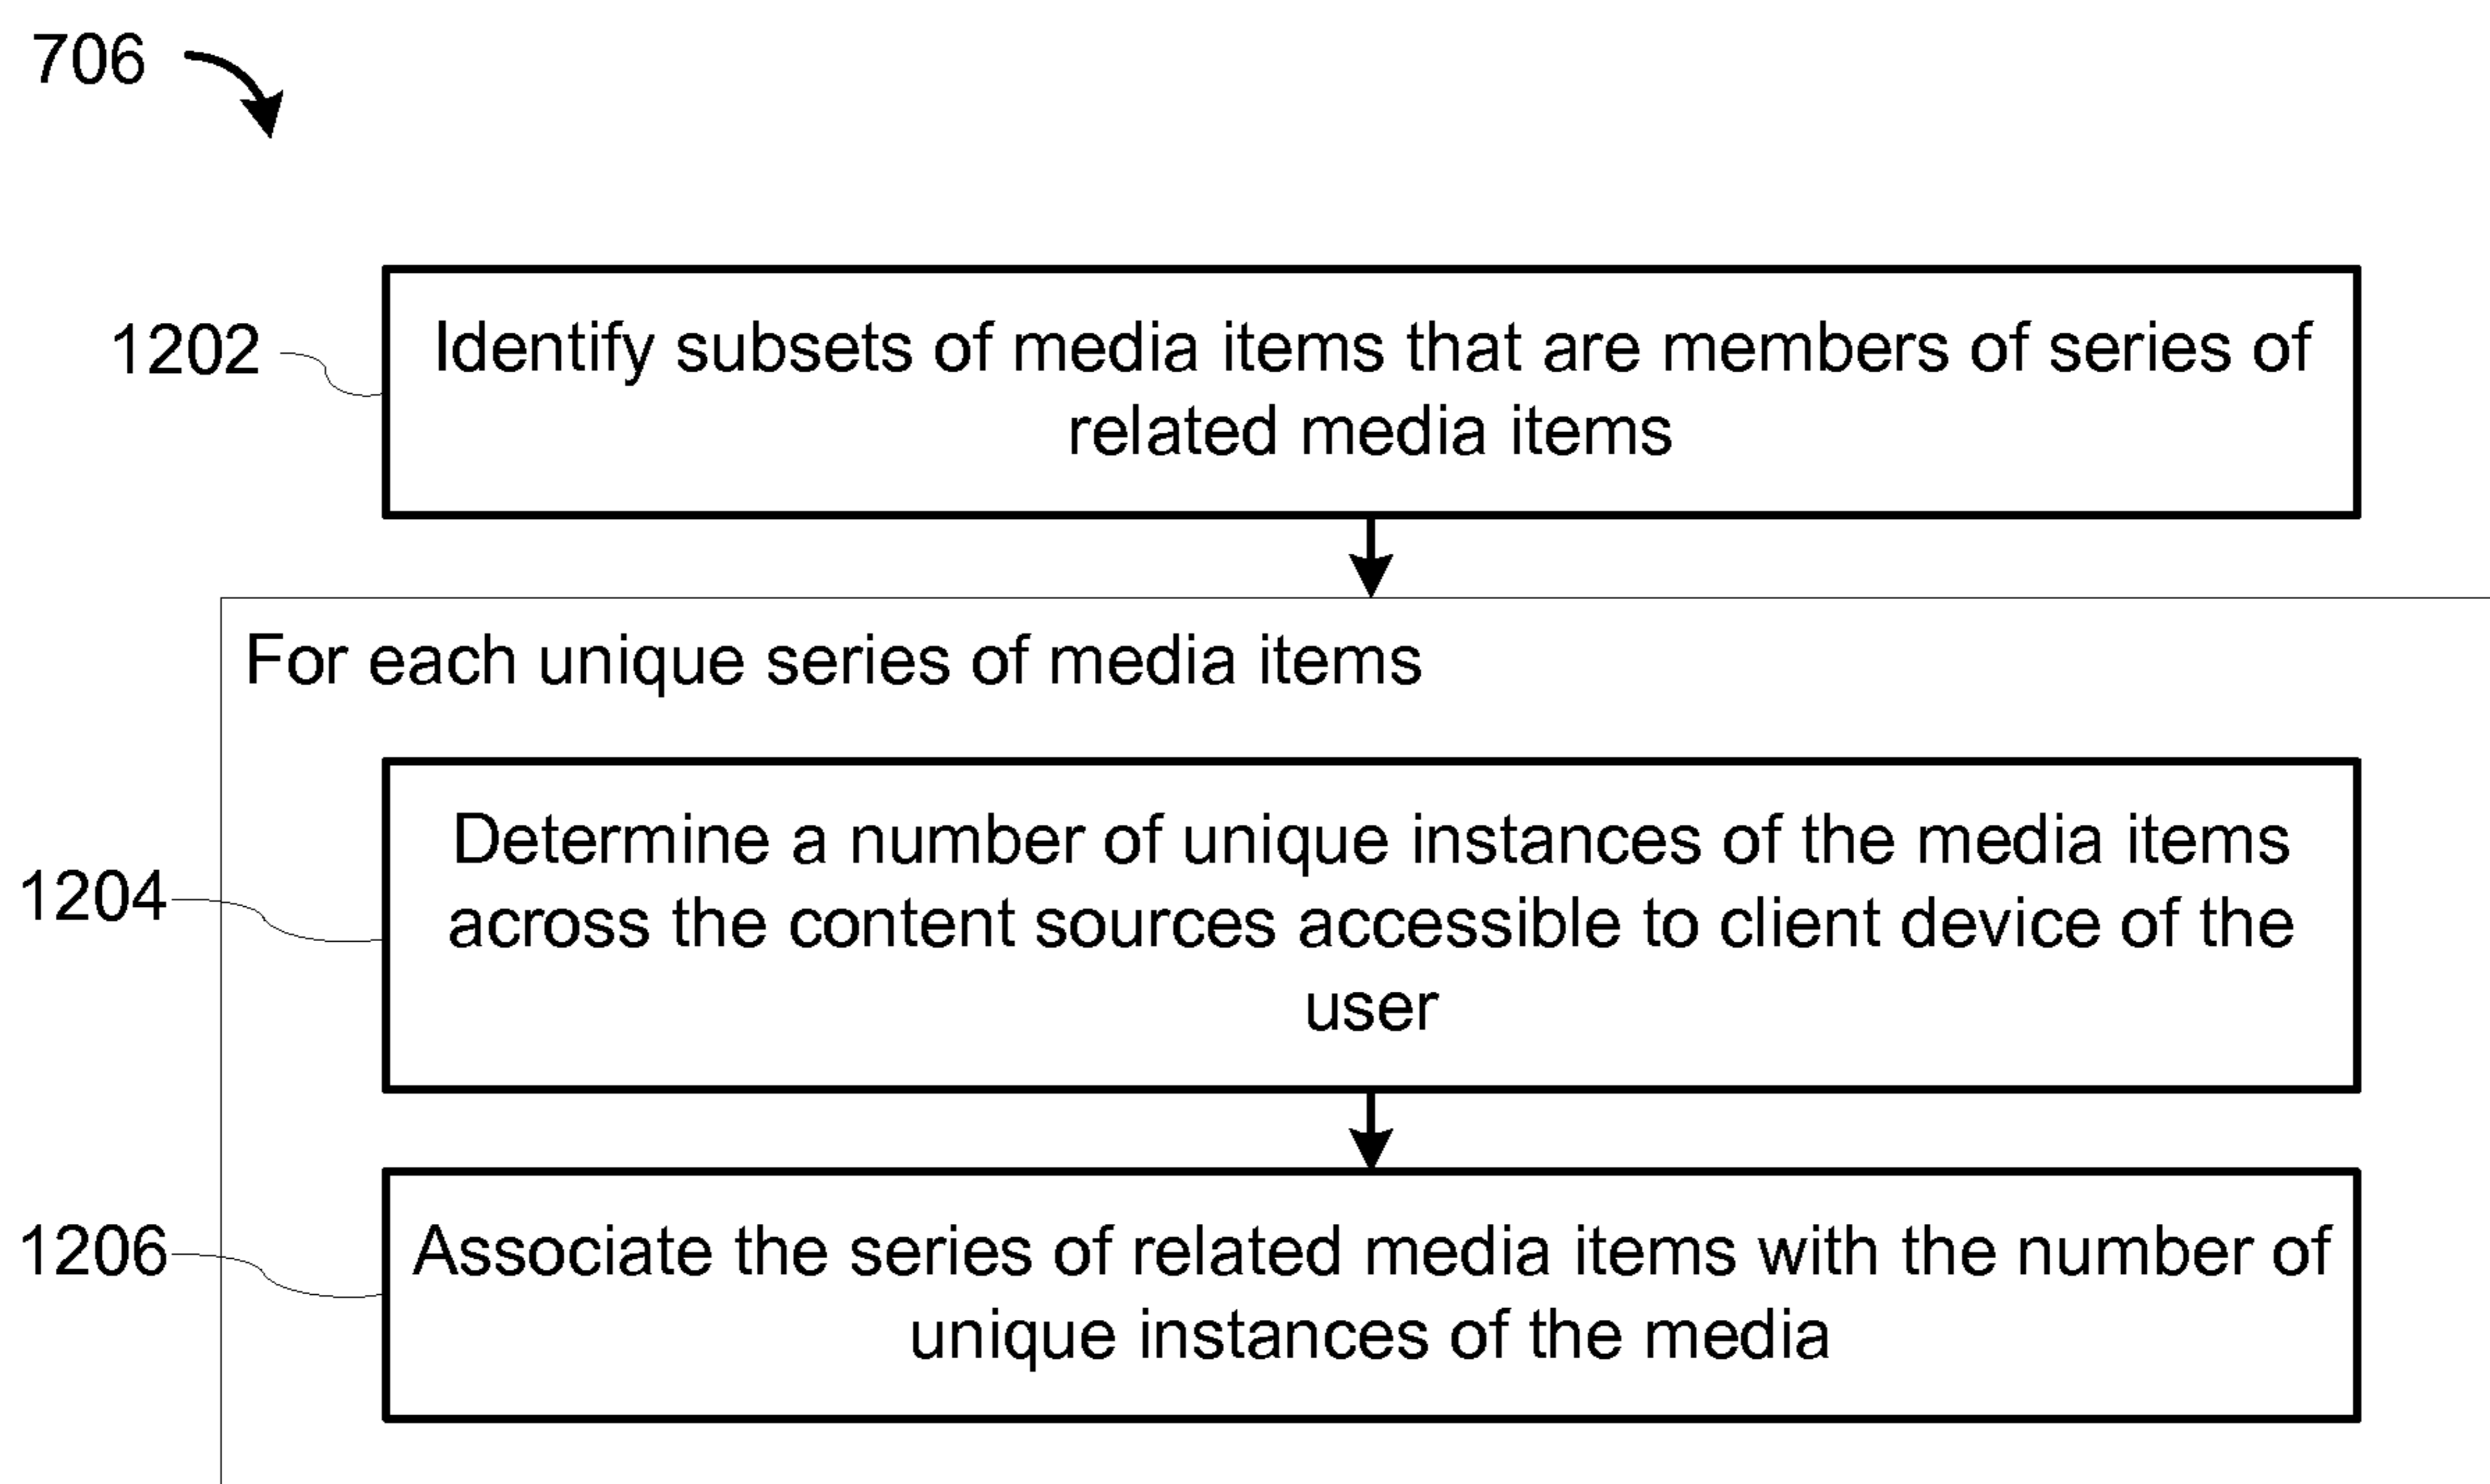 706
1202
Identify subsets of media items that are members of series of
related media items
For each unique series of media items
1204
Determine a number of unique instances of the media items
across the content sources accessible to client device of the
user
1206
Associate the series of related media items with the number of
unique instances of the media